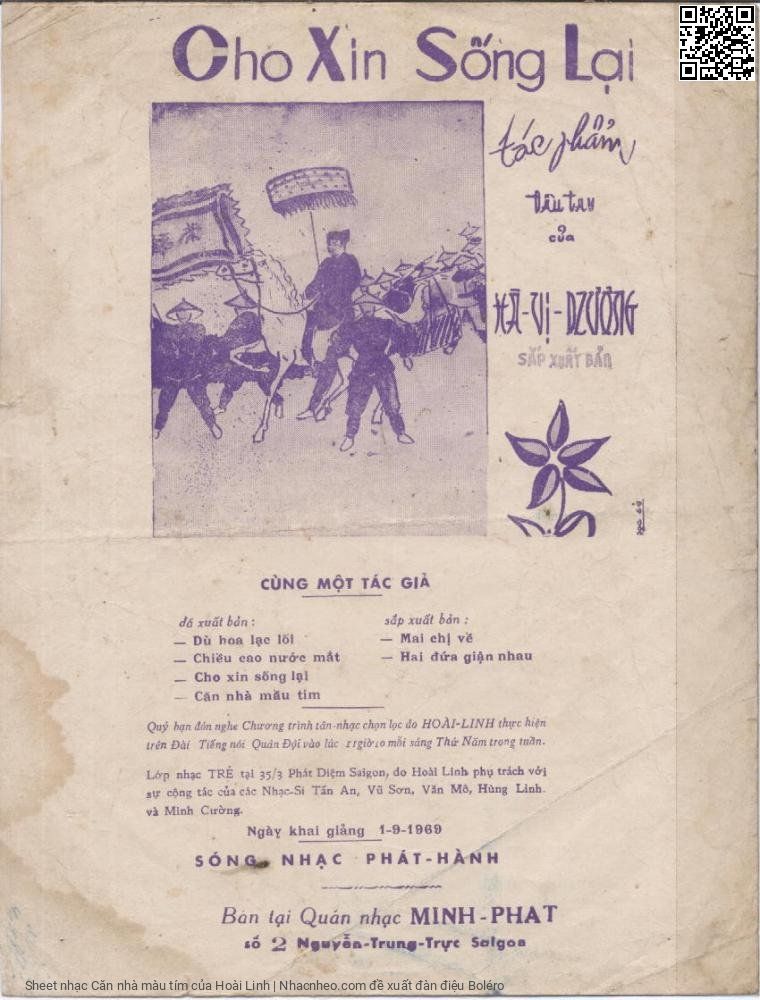 Cho Xin Sống Lại
tác phẩm
đầu tay
của
HÀ-Vị-DZƯƠNG
SẮP XUẤT BẢN
CÙNG MỘT TÁC GIẢ
đã xuất bản :
— Dù hoa lạc lối
— Chiều cao nước mắt
— Cho xin sống lại
— Căn nhà mầu tím
sắp xuất bản :
— Mai chị về
— Hai đứa giận nhau
Quý bạn đón nghe Chương trình tân-nhạc chọn lọc do HOÀI-LINH thực hiện
trên Đài Tiếng nói Quân Đội vào lúc 11giờ10 mỗi sáng Thứ Năm trong tuần.
Lớp nhạc TRẺ tại 35/3 Phát Diệm Saigon, do Hoài Linh phụ trách với
sự cộng tác của các Nhạc-Sĩ Tấn An, Vũ Sơn, Văn Mô, Hùng Linh
và Minh Cường.
Ngày khai giảng 1-9-1969
SÓNG NHẠC PHÁT-HÀNH
Bán tại Quán nhạc MINH-PHAT
số 2 Nguyễn-Trung-Trực Saigon
Sheet nhạc Căn nhà màu tím của Hoài Linh | Nhacnheo.com đề xuất đàn điệu Boléro